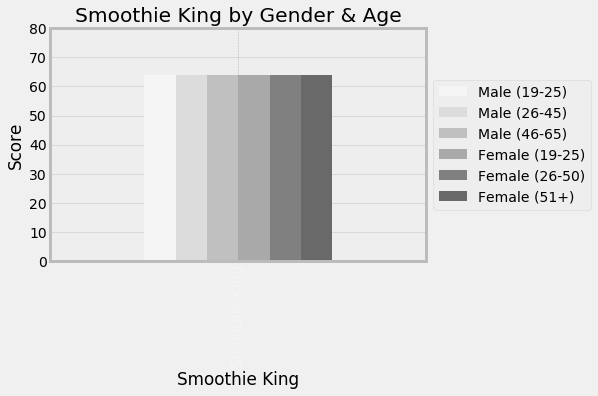 Smoothie King by Gender & Age
80
70
60
50
40
30
20
10
0
Score
Male (19-25)
Male (26-45)
Male (46-65)
Female (19-25)
Female (26-50)
Female (51+)
Smoothie King